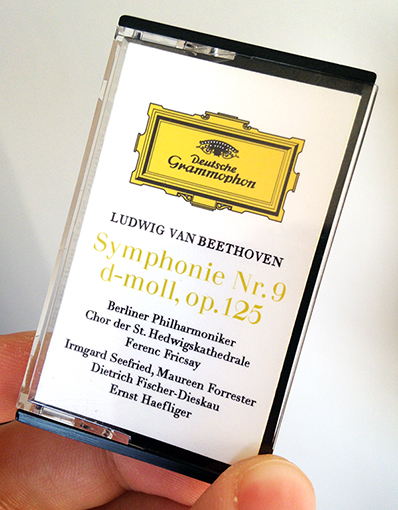 Deutsche
Grammophon
LUDWIG VAN BEETHOVEN
Symphonie Nr. 9
d-moll, op. 125
Berliner Philharmoniker
Chor der St. Hedwigskathedrale
Ferenc Fricsay
Irmgard Seefried, Maureen Forrester
Dietrich Fischer-Dieskau
Ernst Haefliger